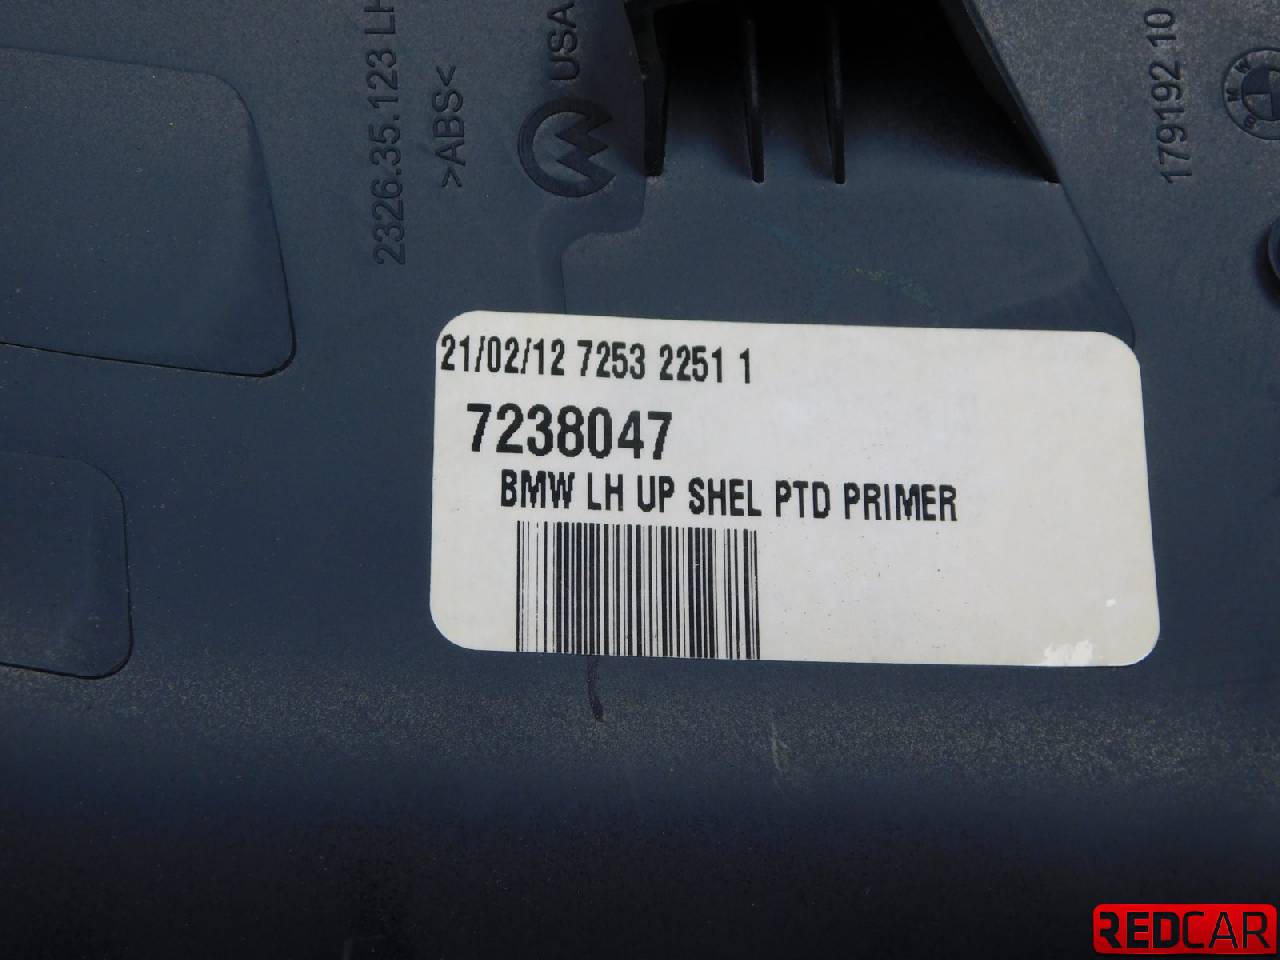 2326.35.123 LH
>ABS<
USA
179192 10
BMW
21/02/12 7253 2251 1
7238047
BMW LH UP SHEL PTD PRIMER
REDCAR